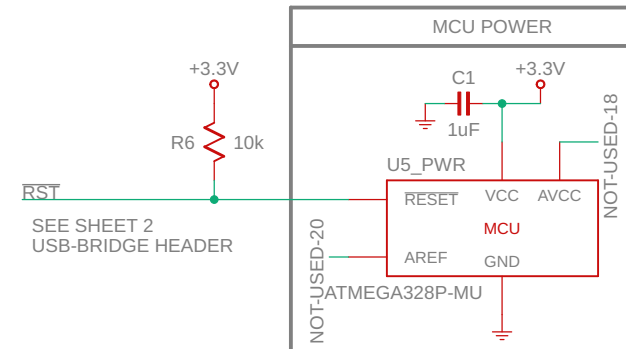 MCU POWER
+3.3V
C1
+3.3V
R6
10k
1uF
NOT-USED-18
U5_PWR
RST
RESET
VCC
AVCC
SEE SHEET 2
USB-BRIDGE HEADER
MCU
NOT-USED-20
AREF
GND
ATMEGA328P-MU